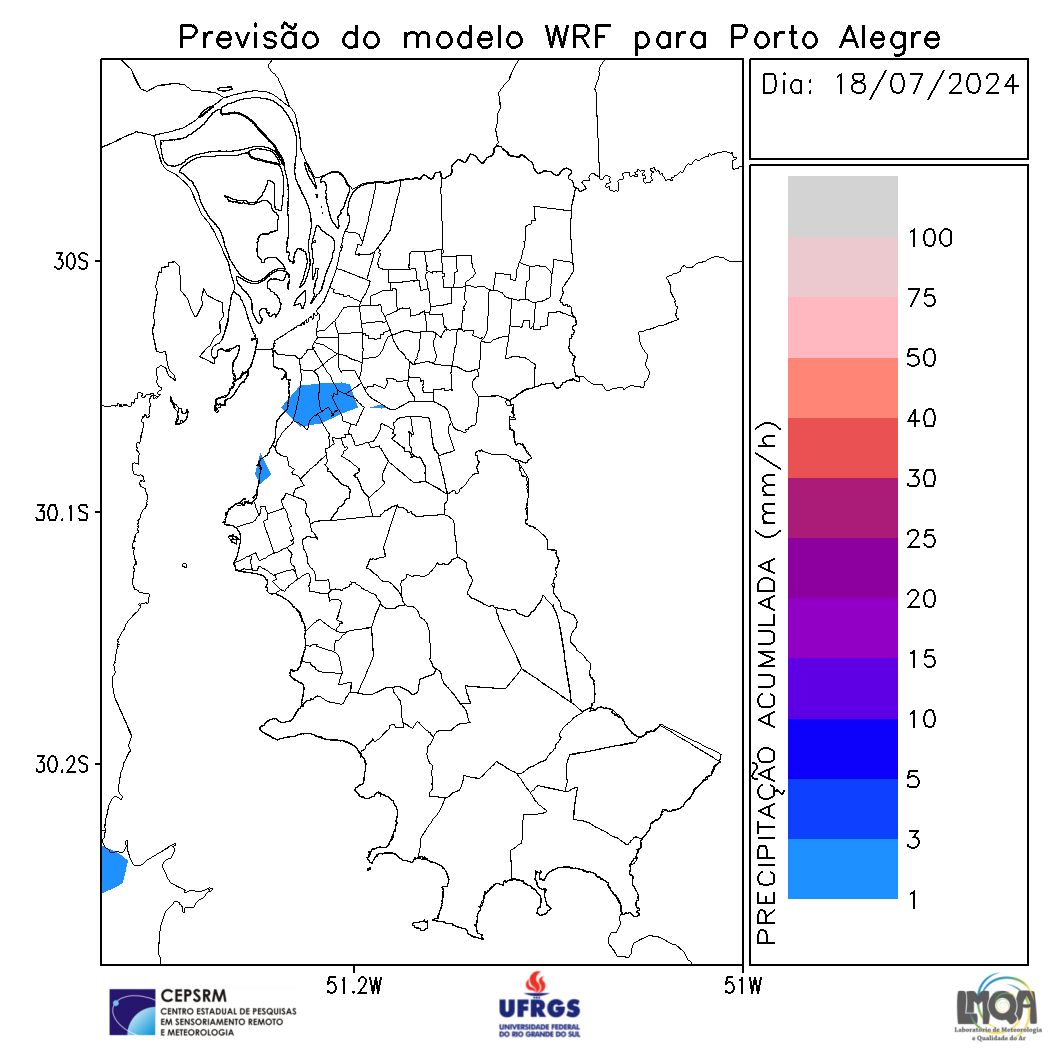 Previsão do modelo WRF para Porto Alegre
Dia: 18/07/2024
30S
30.1S
30.2S
51.2W
51W
PRECIPITAÇÃO ACUMULADA (mm/h)
100
75
50
40
30
25
20
15
10
5
3
1
CEPSRM
CENTRO ESTADUAL DE PESQUISAS
EM SENSORIAMENTO REMOTO
E METEOROLOGIA
UFRGS
UNIVERSIDADE FEDERAL
DO RIO GRANDE DO SUL
LMQA
Laboratório de Meteorologia
e Qualidade do Ar